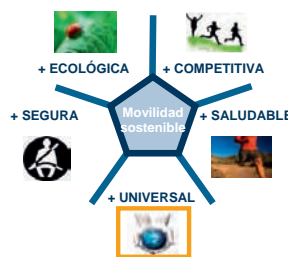 + ECOLÓGICA
+ COMPETITIVA
+ SEGURA
Movilidad
sostenible
+ SALUDABLE
+ UNIVERSAL